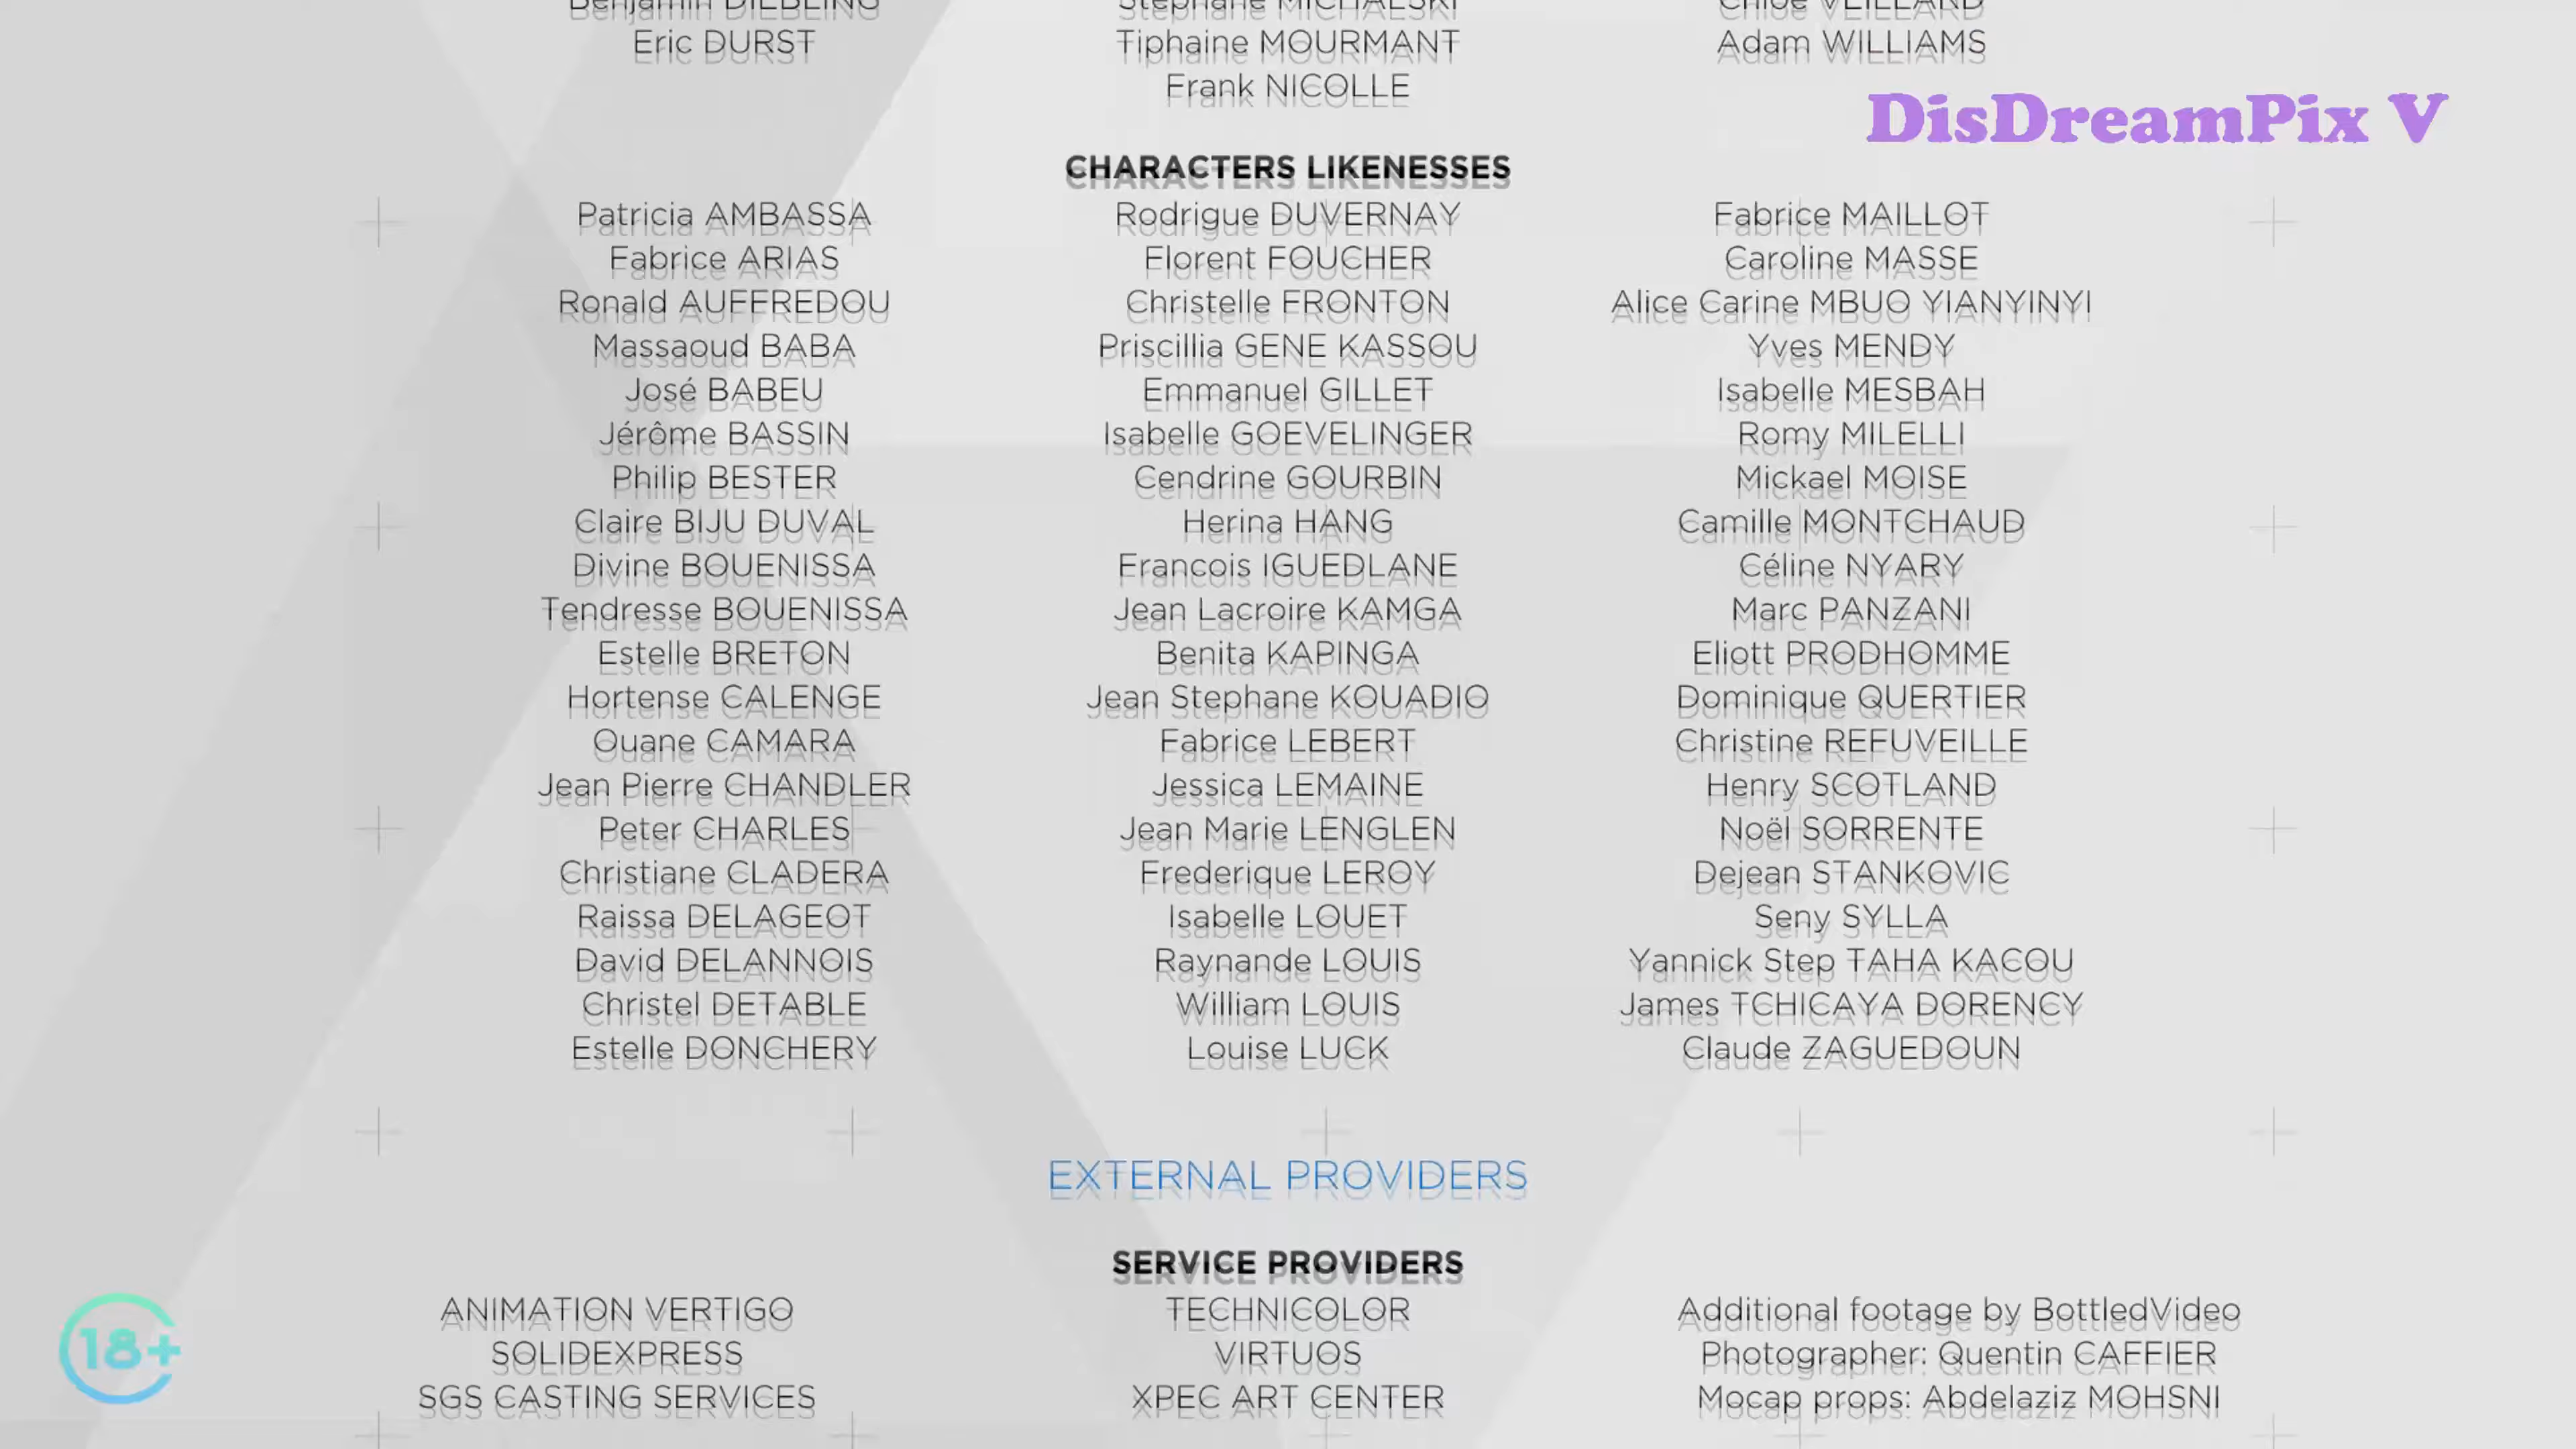 Benjamin DIEBLING
Eric DURST
Stéphane MICHALSKI
Tiphaine MOURMANT
Frank NICOLLE
Chloé VEILLARD
Adam WILLIAMS
DisDreamPix V
CHARACTERS LIKENESSES
Patricia AMBASSA
Fabrice ARIAS
Ronald AUFFREDOU
Massaoud BABA
José BABEU
Jérôme BASSIN
Philip BESTER
Claire BIJU DUVAL
Divine BOUENISSA
Tendresse BOUENISSA
Estelle BRETON
Hortense CALENGE
Ouane CAMARA
Jean Pierre CHANDLER
Peter CHARLES
Christiane CLADERA
Raissa DELAGEOT
David DELANNOIS
Christel DETABLE
Estelle DONCHERY
Rodrigue DUVERNAY
Florent FOUCHER
Christelle FRONTON
Priscillia GENE KASSOU
Emmanuel GILLET
Isabelle GOEVELINGER
Cendrine GOURBIN
Herina HANG
Francois IGUEDLANE
Jean Lacroire KAMGA
Benita KAPINGA
Jean Stephane KOUADIO
Fabrice LEBERT
Jessica LEMAINE
Jean Marie LENGLEN
Frederique LEROY
Isabelle LOUET
Raynande LOUIS
William LOUIS
Louise LUCK
Fabrice MAILLOT
Caroline MASSE
Alice Carine MBUO YIANYINYI
Yves MENDY
Isabelle MESBAH
Romy MILELLI
Mickael MOISE
Camille MONTCHAUD
Céline NYARY
Marc PANZANI
Eliott PRODHOMME
Dominique QUERTIER
Christine REFUVEILLE
Henry SCOTLAND
Noël SORRENTE
Dejean STANKOVIC
Seny SYLLA
Yannick Step TAHA KACOU
James TCHICAYA DORENCY
Claude ZAGUEDOUN
EXTERNAL PROVIDERS
SERVICE PROVIDERS
ANIMATION VERTIGO
SOLIDEXPRESS
SGS CASTING SERVICES
TECHNICOLOR
VIRTUOS
XPEC ART CENTER
Additional footage by BottledVideo
Photographer: Quentin CAFFIER
Mocap props: Abdelaziz MOHSNI
18+